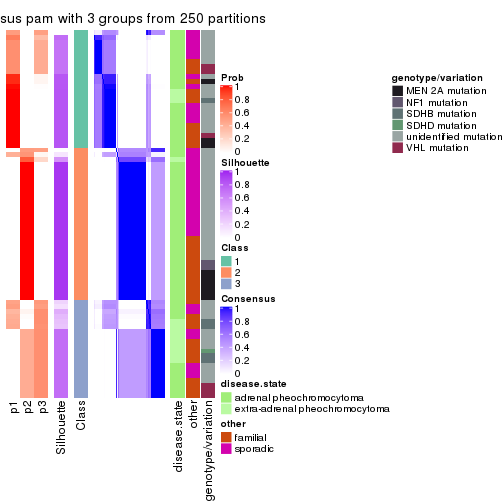 sus pam with 3 groups from 250 partitions
Prob
1
0.8
0.6
0.4
0.2
0
Silhouette
1
0.8
0.6
0.4
0.2
0
Class
1
2
3
Consensus
1
0.8
0.6
0.4
0.2
0
disease.state
adrenal pheochromocytoma
extra-adrenal pheochromocytoma
other
familial
sporadic
genotype/variation
MEN 2A mutation
NF1 mutation
SDHB mutation
SDHD mutation
unidentified mutation
VHL mutation
p1
p2
p3
Silhouette
Class
disease.state
other
genotype/variation